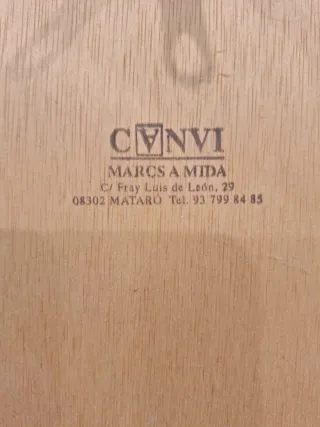 CANVI
MARCS A MIDA
C/ Fray Luis de León, 29
08302 MATARÓ Tel. 93 799 84 85